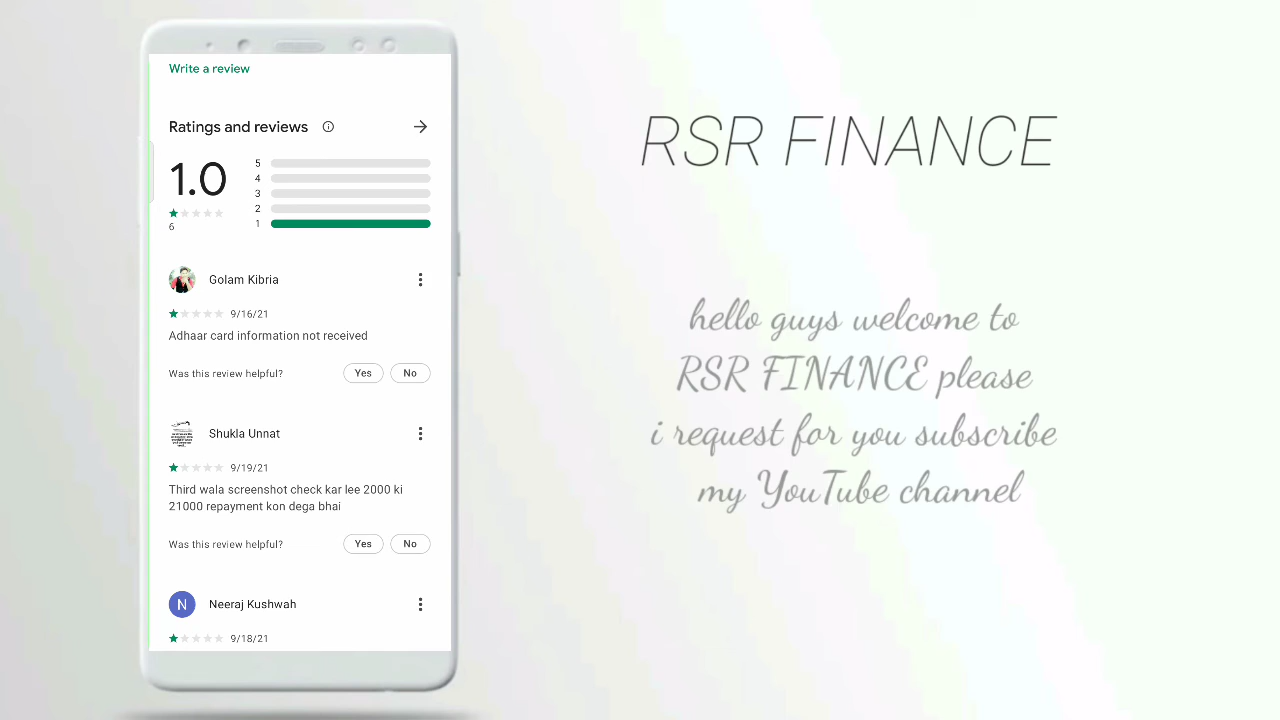 Write a review
Ratings and reviews
1.0
6
5
4
3
2
1
Golam Kibria
9/16/21
Adhaar card information not received
Was this review helpful?
Yes
No
Shukla Unnat
9/19/21
Third wala screenshot check kar lee 2000 ki
21000 repayment kon dega bhai
Was this review helpful?
Yes
No
N
Neeraj Kushwah
9/18/21
RSR FINANCE
hello guys welcome to
RSR FINANCE please
i request for you subscribe
my YouTube channel